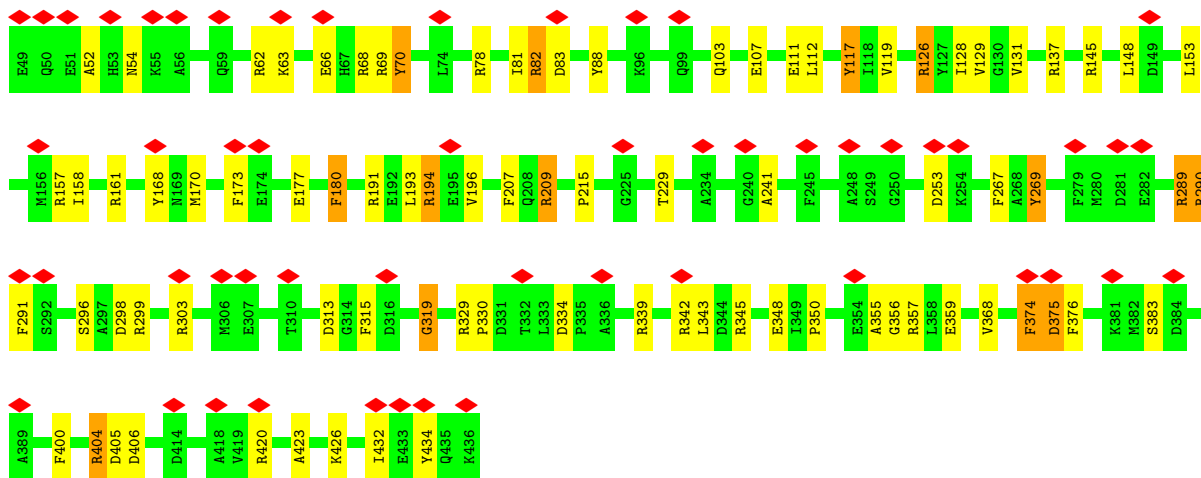 E49 Q50 E51 A52 H53 N54 K55 A56 Q59 R62 K63 E66 H67 R68 R69 Y70 L74 R78 I81 R82 D83 Y88 K96 Q99 Q103 E107 E111 L112 Y117 I118 V119 R126 Y127 I128 V129 G130 V131 R137 R145 L148 D149 L153
M156 R157 I158 R161 Y168 N169 M170 F173 E174 E177 F180 R191 E192 L193 R194 E195 V196 F207 Q208 R209 P215 G225 T229 A234 G240 A241 F245 A248 S249 G250 D253 K254 F267 A268 Y269 F279 M280 D281 E282 R289 R290
F291 S292 S296 A297 D298 R299 R303 M306 E307 T310 D313 G314 F315 D316 G319 R329 P330 D331 T332 L333 D334 P335 A336 R339 R342 L343 D344 R345 E348 I349 P350 E354 A355 G356 R357 L358 E359 V368 F374 D375 F376 K381 M382 S383 D384
A389 F400 R404 D405 D406 D414 A418 V419 R420 A423 K426 I432 E433 Y434 Q435 K436